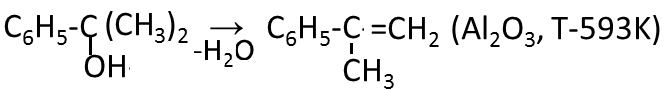 C₆H₅-C(CH₃)₂ → C₆H₅-C=CH₂ (Al₂O₃, T-593K)
-H₂O
OH
CH₃